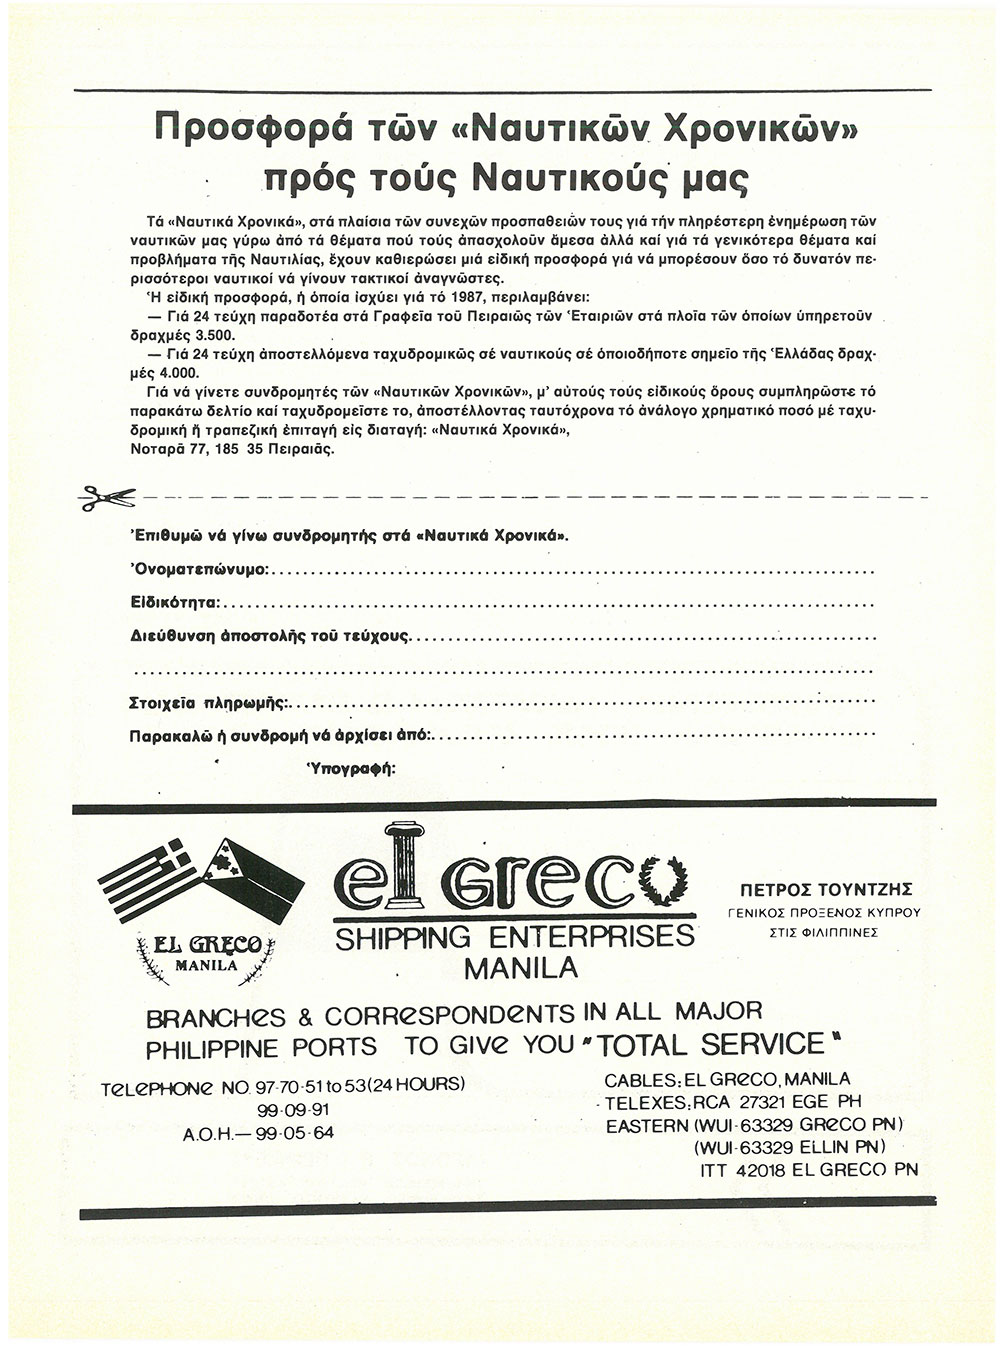 Προσφορά τῶν «Ναυτικῶν Χρονικῶν»
πρός τούς Ναυτικούς μας
Τά «Ναυτικά Χρονικά», στά πλαίσια τῶν συνεχῶν προσπαθειῶν τους γιά τήν πληρέστερη ἐνημέρωση τῶν
ναυτικῶν μας γύρω ἀπό τά θέματα πού τούς ἀπασχολοῦν ἄμεσα ἀλλά καί γιά τά γενικότερα θέματα καί
προβλήματα τῆς Ναυτιλίας, ἔχουν καθιερώσει μιά εἰδική προσφορά γιά νά μπορέσουν ὅσο τό δυνατόν πε-
ρισσότεροι ναυτικοί νά γίνουν τακτικοί ἀναγνῶστες.
Ἡ εἰδική προσφορά, ἡ ὁποία ἰσχύει γιά τό 1987, περιλαμβάνει:
— Γιά 24 τεύχη παραδοτέα στά Γραφεῖα τοῦ Πειραιῶς τῶν Ἑταιριῶν στά πλοῖα τῶν ὁποίων ὑπηρετοῦν
δραχμές 3.500.
— Γιά 24 τεύχη ἀποστελλόμενα ταχυδρομικῶς σέ ναυτικούς σέ ὁποιοδήποτε σημεῖο τῆς Ἑλλάδας δραχ-
μές 4.000.
Γιά νά γίνετε συνδρομητές τῶν «Ναυτικῶν Χρονικῶν», μ' αὐτούς τούς εἰδικούς ὅρους συμπληρῶστε τό
παρακάτω δελτίο καί ταχυδρομεῖστε το, ἀποστέλλοντας ταυτόχρονα τό ἀνάλογο χρηματικό ποσό μέ ταχυ-
δρομική ἤ τραπεζική ἐπιταγή εἰς διαταγή: «Ναυτικά Χρονικά»,
Νοταρᾶ 77, 185 35 Πειραιᾶς.
Ἐπιθυμῶ νά γίνω συνδρομητής στά «Ναυτικά Χρονικά».
Ὀνοματεπώνυμο:
Εἰδικότητα:
Διεύθυνση ἀποστολῆς τοῦ τεύχους
Στοιχεῖα πληρωμῆς:
Παρακαλῶ ἡ συνδρομή νά ἀρχίσει ἀπό:
Ὑπογραφή:
EL GRECO
MANILA
el Greco
SHIPPING ENTERPRISES
MANILA
ΠΕΤΡΟΣ ΤΟΥΝΤΖΗΣ
ΓΕΝΙΚΟΣ ΠΡΟΞΕΝΟΣ ΚΥΠΡΟΥ
ΣΤΙΣ ΦΙΛΙΠΠΙΝΕΣ
BRANCHeS & CORReSPONDeNTS IN ALL MAJOR
PHILIPPINE PORTS TO GIVe YOU "TOTAL SERVICE"
TeLePHONe NO. 97-70-51 to 53 (24 HOURS)
99-09-91
A.O.H.— 99-05-64
CABLES: EL GReCO, MANILA
TELEXES: RCA 27321 EGE PH
EASTERN (WUI-63329 GReCO PN)
(WUI-63329 ELLIN PN)
ITT 42018 EL GRECO PN